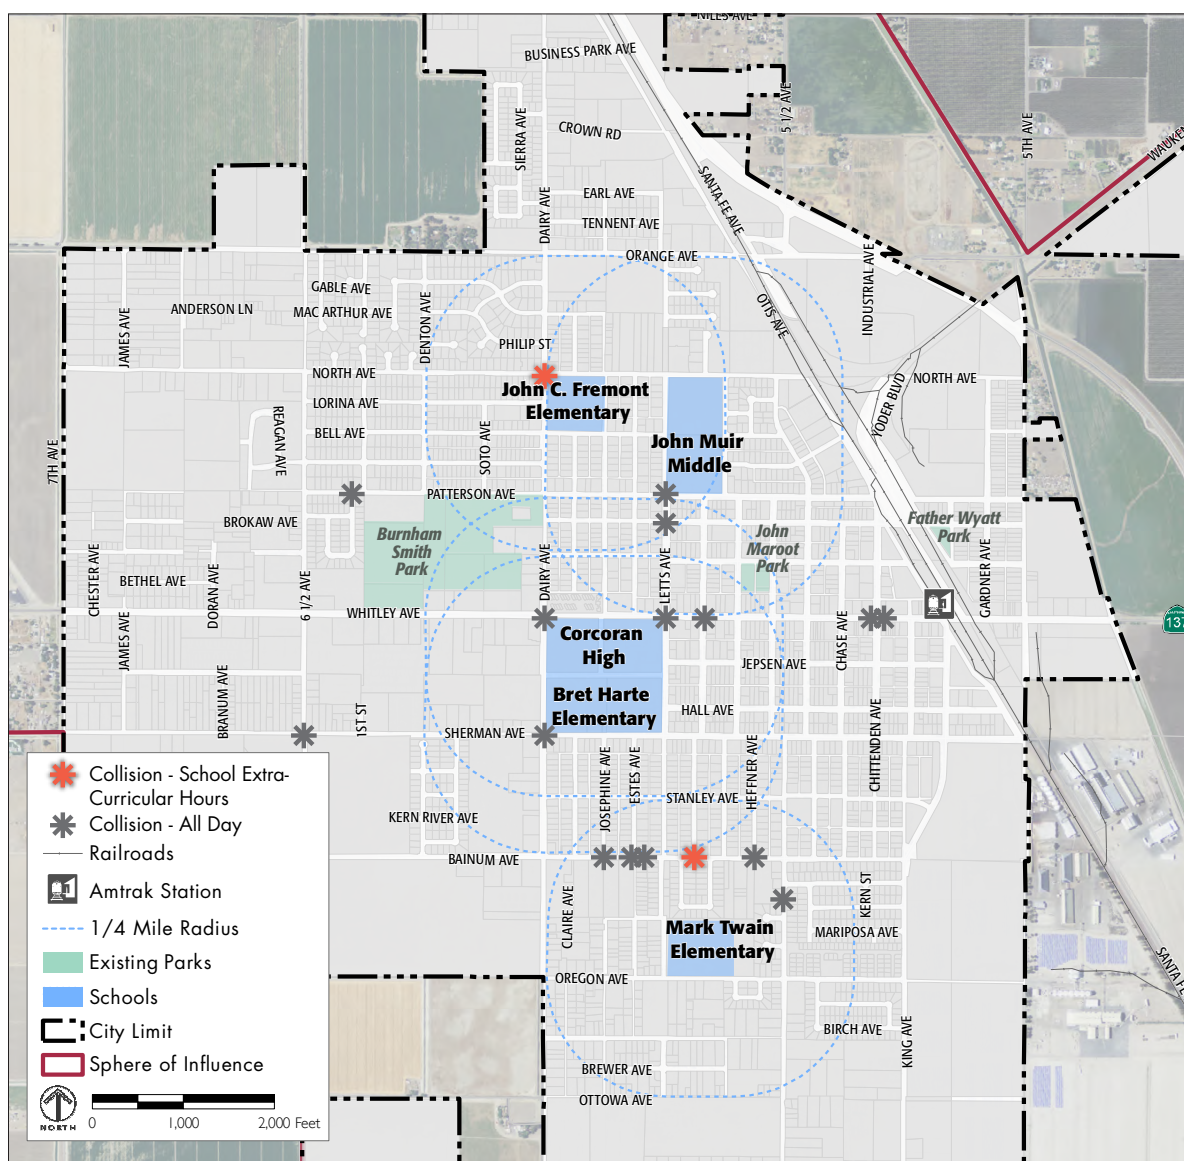 NILES AVE
BUSINESS PARK AVE
5 1/2 AVE
5TH AVE
WAUKEN
SIERRA AVE
CROWN RD
SANTA FE AVE
DAIRY AVE
EARL AVE
TENNENT AVE
ORANGE AVE
INDUSTRIAL AVE
GABLE AVE
ANDERSON LN
MAC ARTHUR AVE
JAMES AVE
DENTON AVE
OTIS AVE
PHILIP ST
NORTH AVE
NORTH AVE
YODER BLVD
John C. Fremont
Elementary
LORINA AVE
REAGAN AVE
BELL AVE
SOTO AVE
7TH AVE
John Muir
Middle
PATTERSON AVE
BROKAW AVE
Burnham
Smith
Park
John
Maroot
Park
Father Wyatt
Park
CHESTER AVE
BETHEL AVE
DORAN AVE
6 1/2 AVE
DAIRY AVE
LETTS AVE
GARDNER AVE
WHITLEY AVE
CHASE AVE
137
JAMES AVE
Corcoran
High
JEPSEN AVE
BRANUM AVE
1ST ST
Bret Harte
Elementary
HALL AVE
CHITTENDEN AVE
SHERMAN AVE
JOSEPHINE AVE
ESTES AVE
HEFFNER AVE
STANLEY AVE
KERN RIVER AVE
BAINUM AVE
CLAIRE AVE
KERN ST
Mark Twain
Elementary
MARIPOSA AVE
OREGON AVE
SANTA FE
BIRCH AVE
KING AVE
BREWER AVE
OTTOWA AVE
Collision - School Extra-
Curricular Hours
Collision - All Day
Railroads
Amtrak Station
1/4 Mile Radius
Existing Parks
Schools
City Limit
Sphere of Influence
NORTH
0 1,000 2,000 Feet